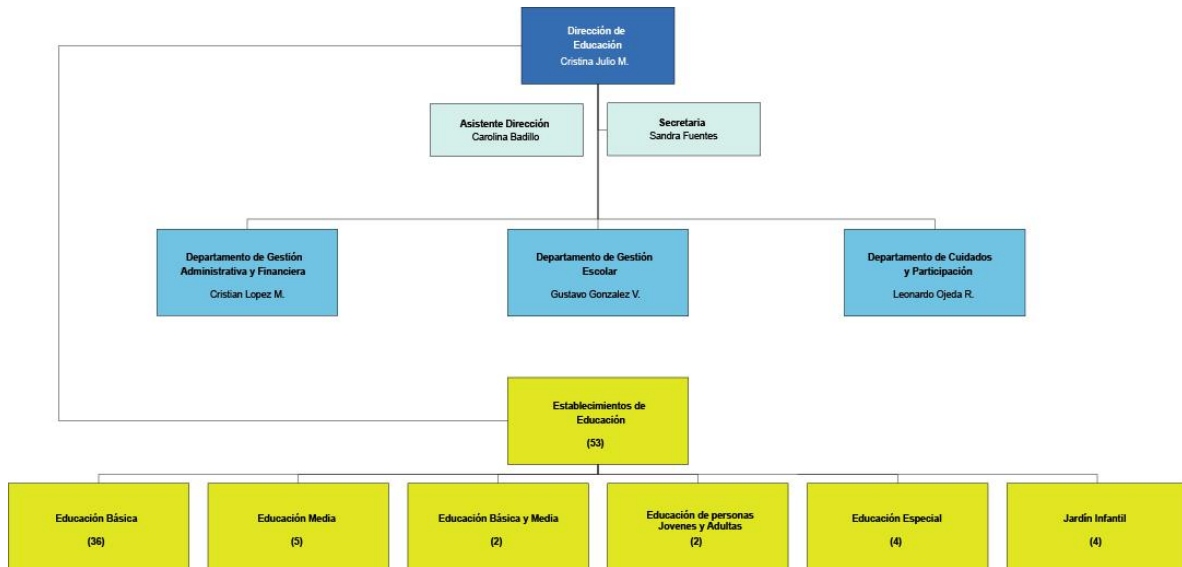 Dirección de
Educación
Cristina Julio M.
Asistente Dirección
Carolina Badillo
Secretaria
Sandra Fuentes
Departamento de Gestión
Administrativa y Financiera
Cristian Lopez M.
Departamento de Gestión
Escolar
Gustavo Gonzalez V.
Departamento de Cuidados
y Participación
Leonardo Ojeda R.
Establecimientos de
Educación
(53)
Educación Básica
(36)
Educación Media
(5)
Educación Básica y Media
(2)
Educación de personas
Jovenes y Adultas
(2)
Educación Especial
(4)
Jardín Infantil
(4)